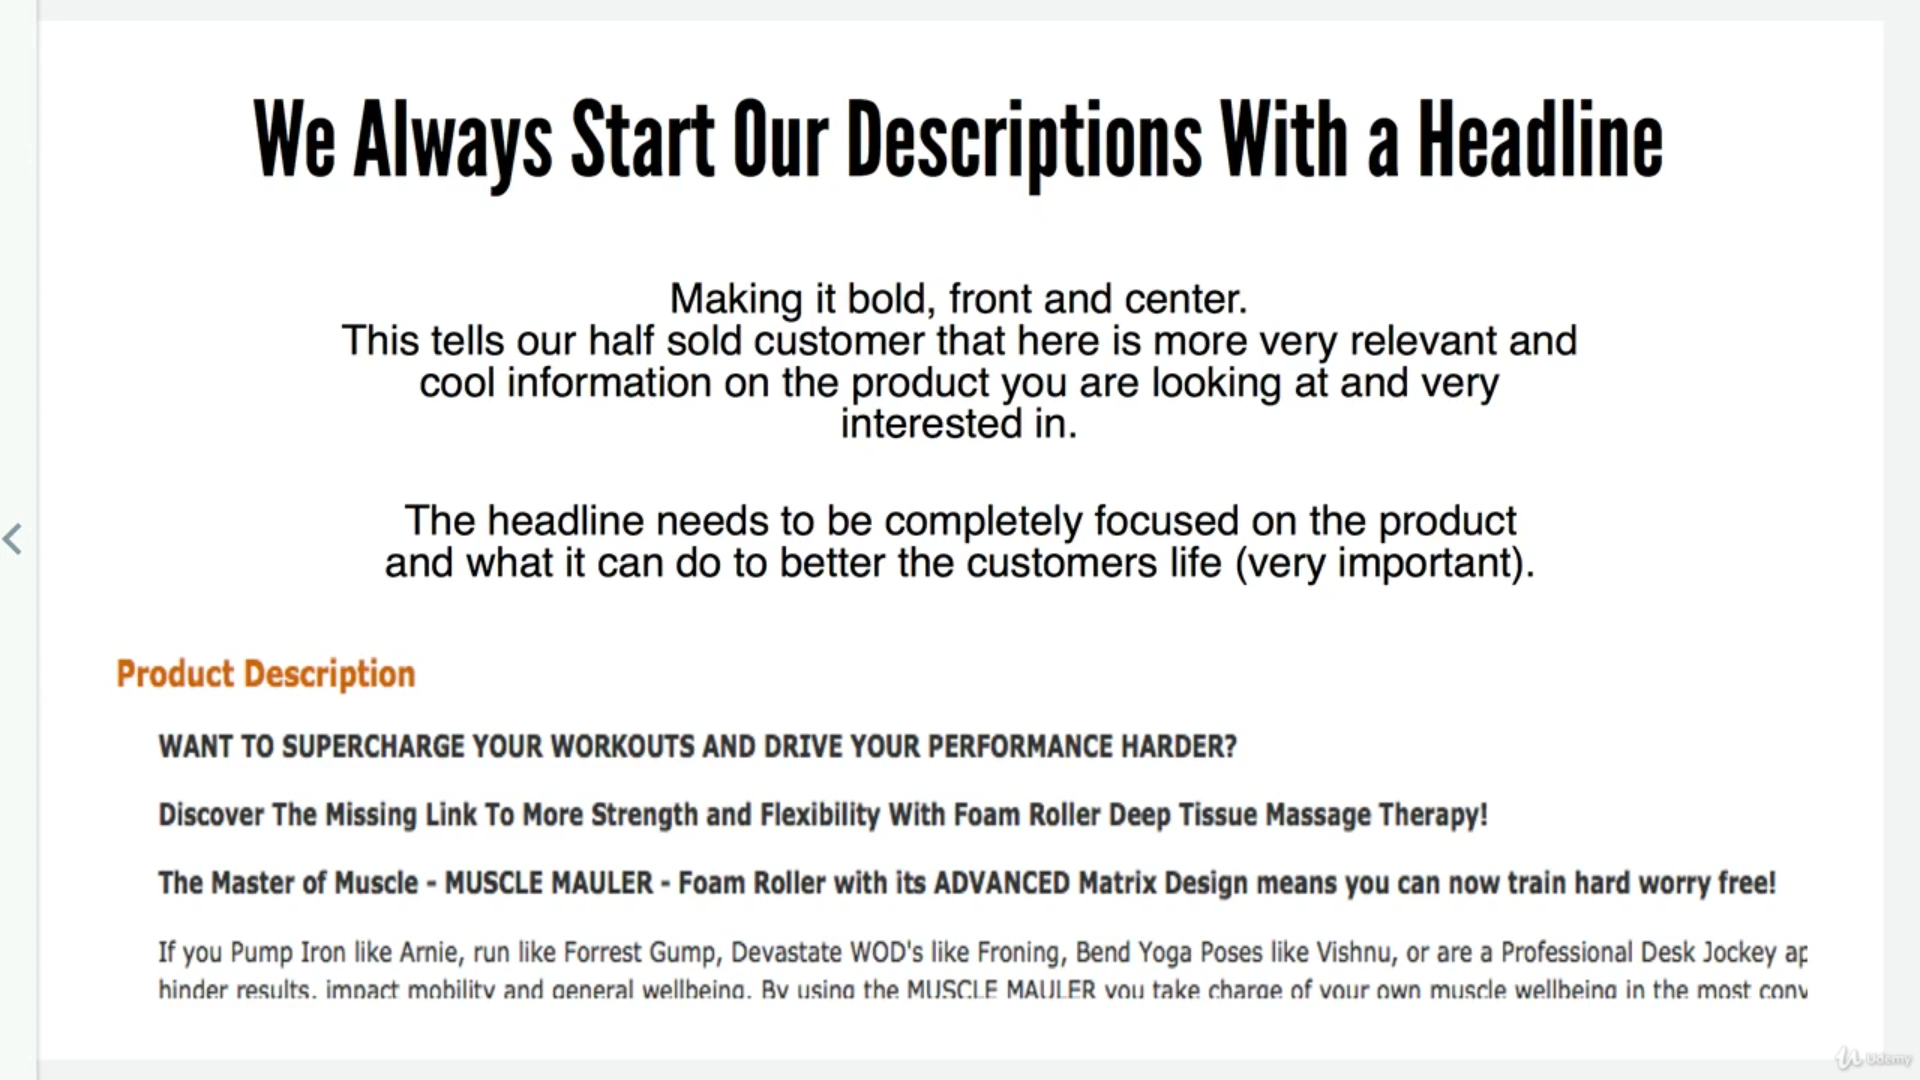 We Always Start Our Descriptions With a Headline
Making it bold, front and center.
This tells our half sold customer that here is more very relevant and
cool information on the product you are looking at and very
interested in.
The headline needs to be completely focused on the product
and what it can do to better the customers life (very important).
Product Description
WANT TO SUPERCHARGE YOUR WORKOUTS AND DRIVE YOUR PERFORMANCE HARDER?
Discover The Missing Link To More Strength and Flexibility With Foam Roller Deep Tissue Massage Therapy!
The Master of Muscle - MUSCLE MAULER - Foam Roller with its ADVANCED Matrix Design means you can now train hard worry free!
If you Pump Iron like Arnie, run like Forrest Gump, Devastate WOD's like Froning, Bend Yoga Poses like Vishnu, or are a Professional Desk Jockey
hinder results, impact mobility and general wellbeing. By using the MUSCLE MAULER you take charge of your own muscle wellbeing in the most
Udemy